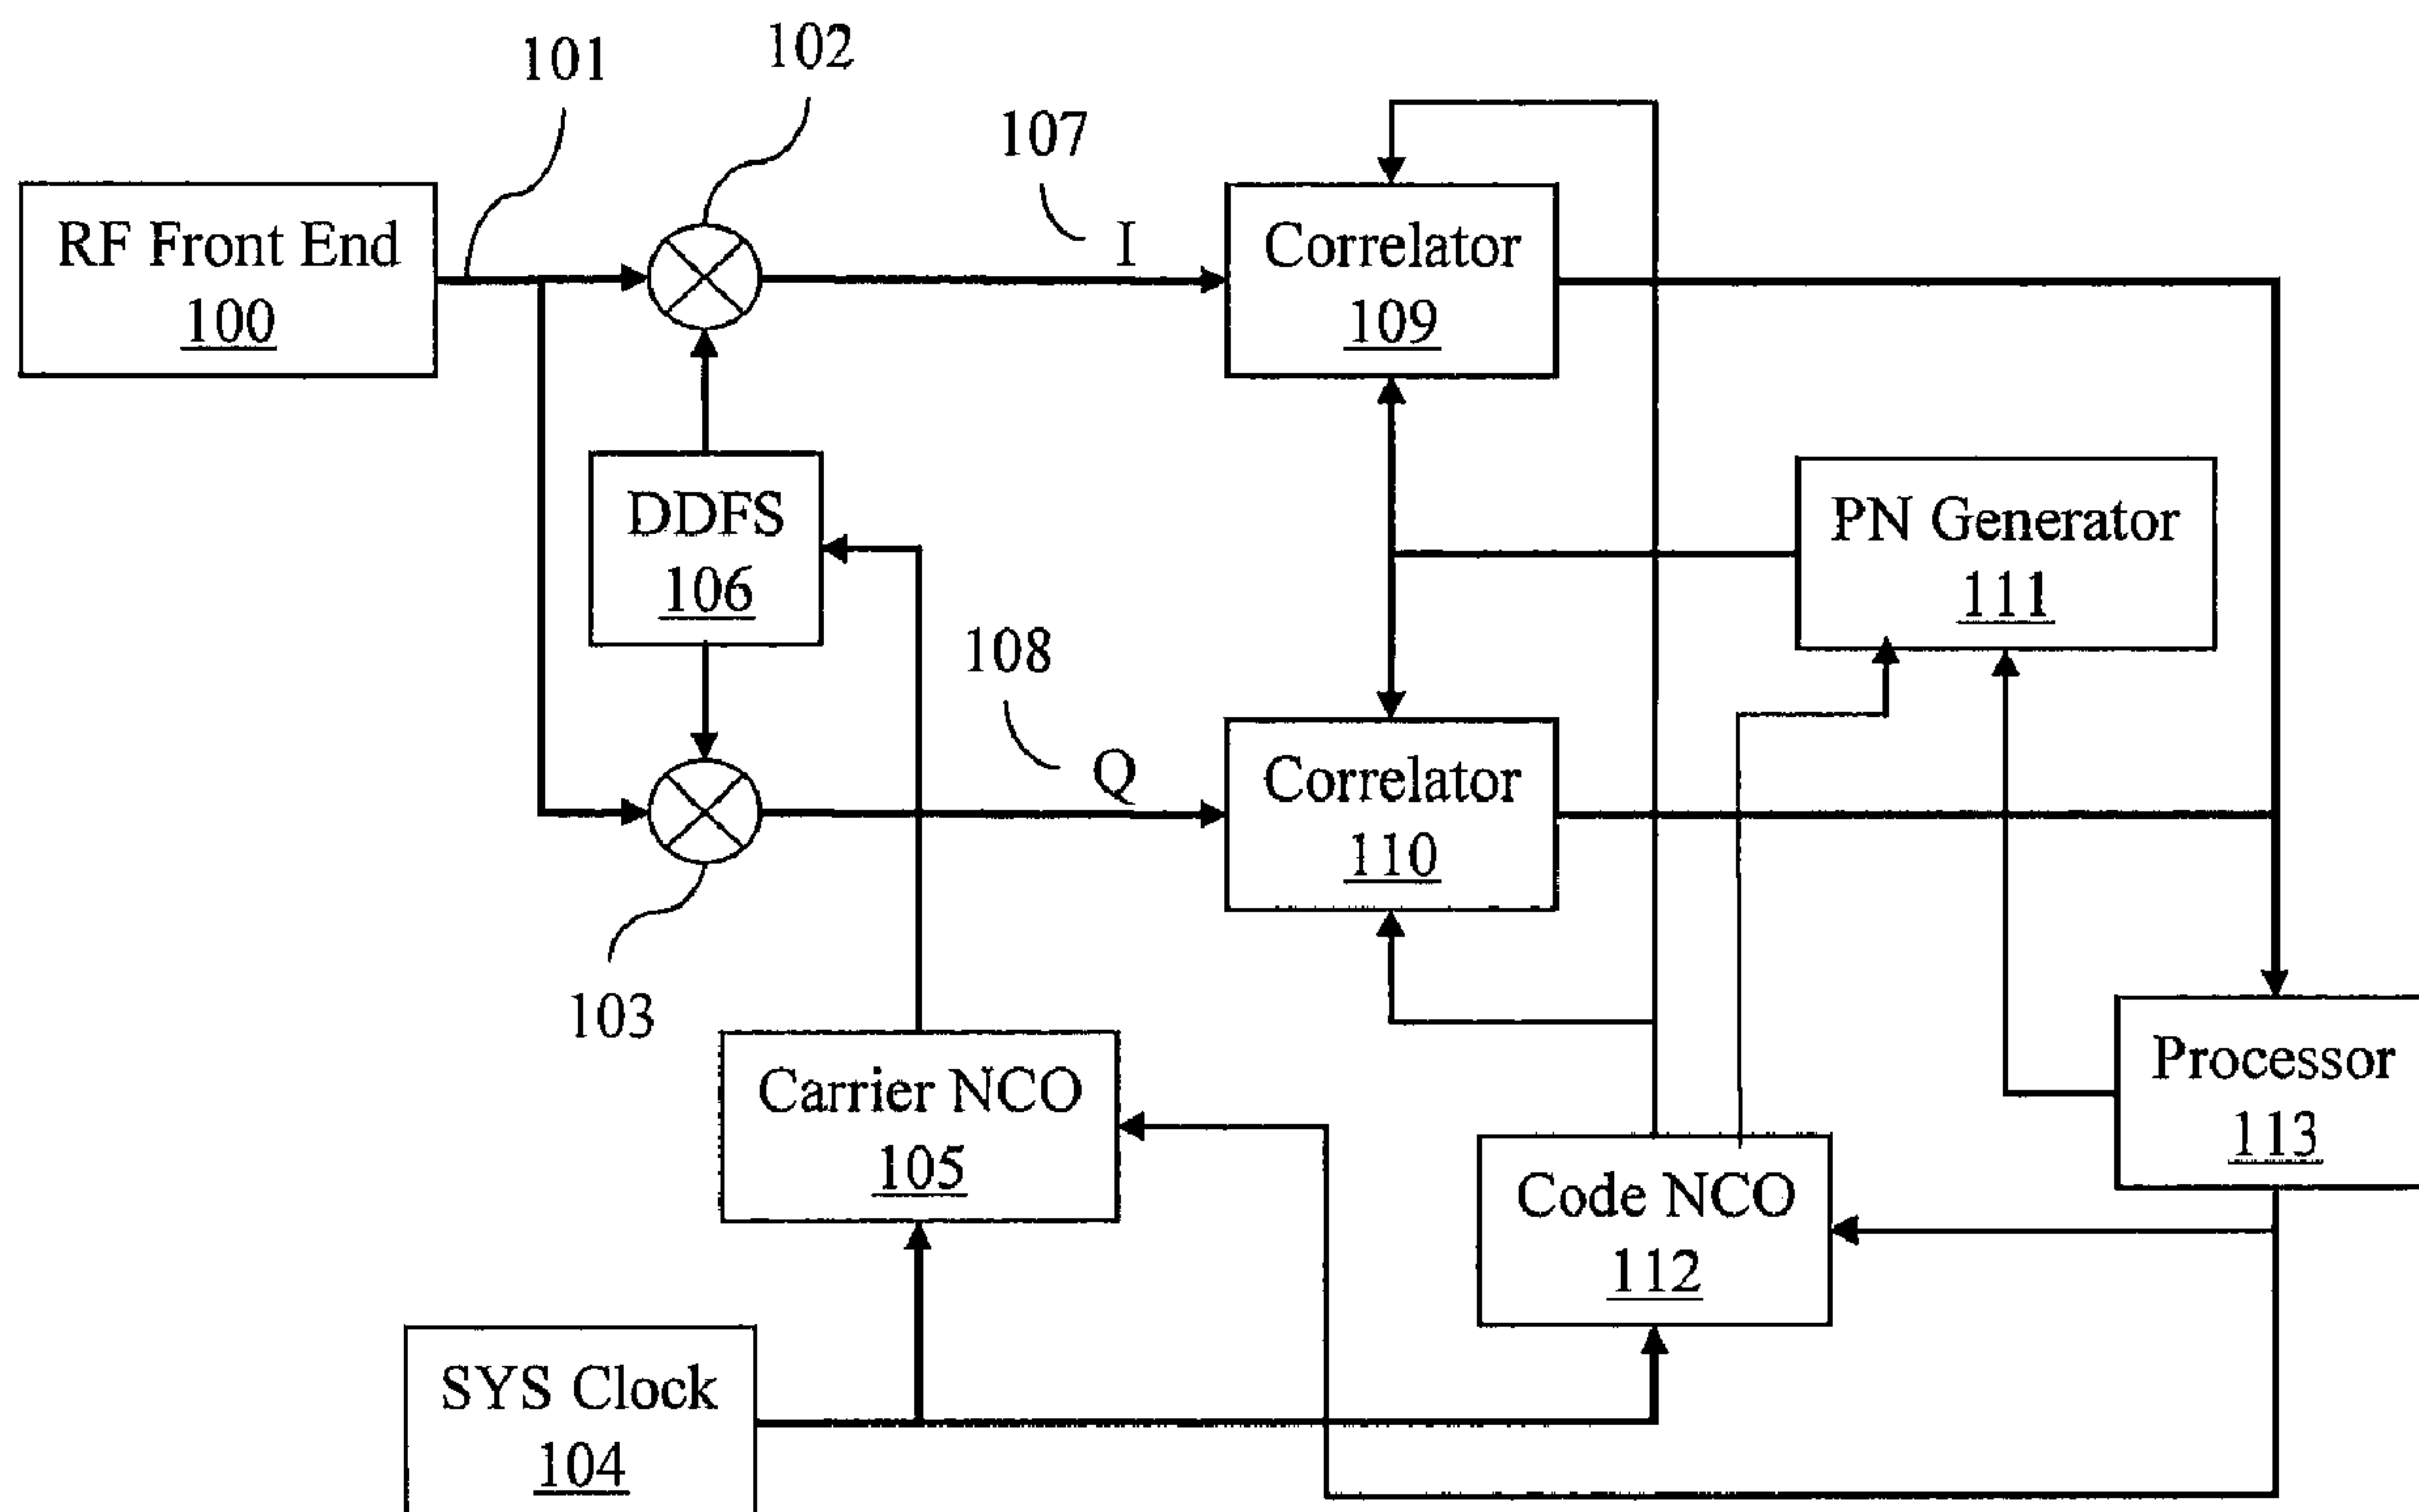 101
102
107
RF Front End
100
I
Correlator
109
DDFS
106
PN Generator
111
108
Q
Correlator
110
103
Carrier NCO
105
Processor
113
Code NCO
112
SYS Clock
104